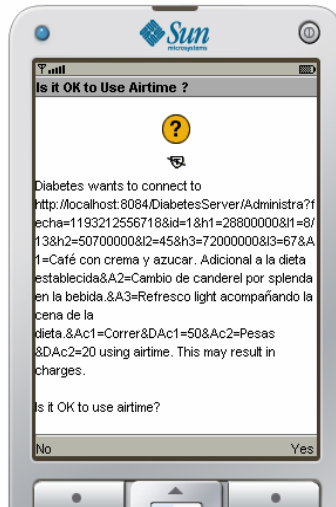 Sun
microsystems
Is it OK to Use Airtime ?
?
Diabetes wants to connect to
http://localhost:8084/DiabetesServer/Administra?f
echa=1193212556718&id=1&h1=28800000&l1=8/
13&h2=50700000&l2=45&h3=72000000&l3=67&A
1=Café con crema y azucar. Adicional a la dieta
establecida&A2=Cambio de canderel por splenda
en la bebida.&A3=Refresco light acompañando la
cena de la
dieta.&Ac1=Correr&DAc1=50&Ac2=Pesas
&DAc2=20 using airtime. This may result in
charges.
Is it OK to use airtime?
No Yes